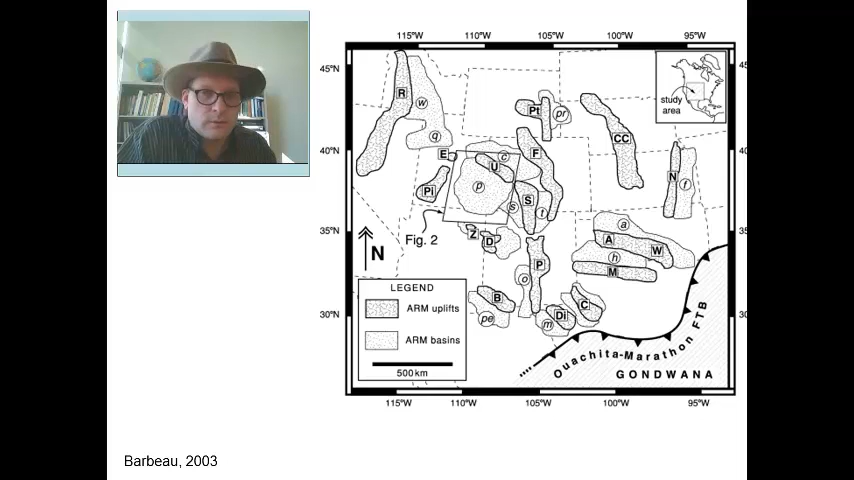 115°W 110°W 105°W 100°W 95°W
45°N
40°N
35°N
30°N
45
40
35
30
R
w
q
E
Pi
c
U
p
Pt
pr
F
S
s
t
CC
N
f
study
area
Fig. 2
Z
D
N
a
A
W
h
M
P
o
B
pe
m
Di
C
LEGEND
ARM uplifts
ARM basins
500km
Ouachita-Marathon FTB
GONDWANA
115°W 110°W 105°W 100°W 95°W
Barbeau, 2003